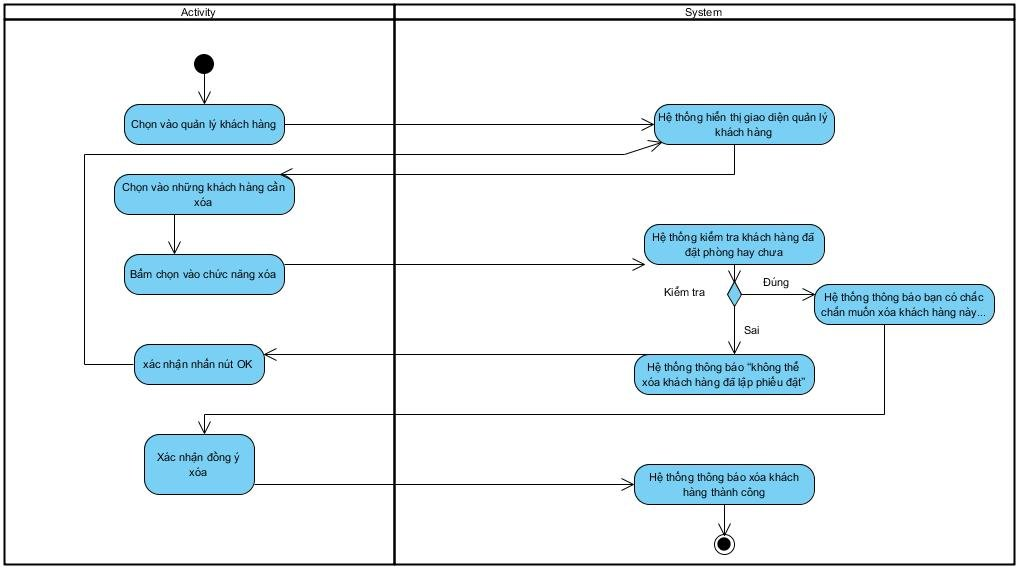 Activity
System
Chọn vào quản lý khách hàng
Hệ thống hiển thị giao diện quản lý
khách hàng
Chọn vào những khách hàng cần
xóa
Hệ thống kiểm tra khách hàng đã
đặt phòng hay chưa
Bấm chọn vào chức năng xóa
Kiểm tra
Đúng
Hệ thống thông báo bạn có chắc
chắn muốn xóa khách hàng này...
Sai
xác nhận nhấn nút OK
Hệ thống thông báo "không thể
xóa khách hàng đã lập phiếu đặt"
Xác nhận đồng ý
xóa
Hệ thống thông báo xóa khách
hàng thành công